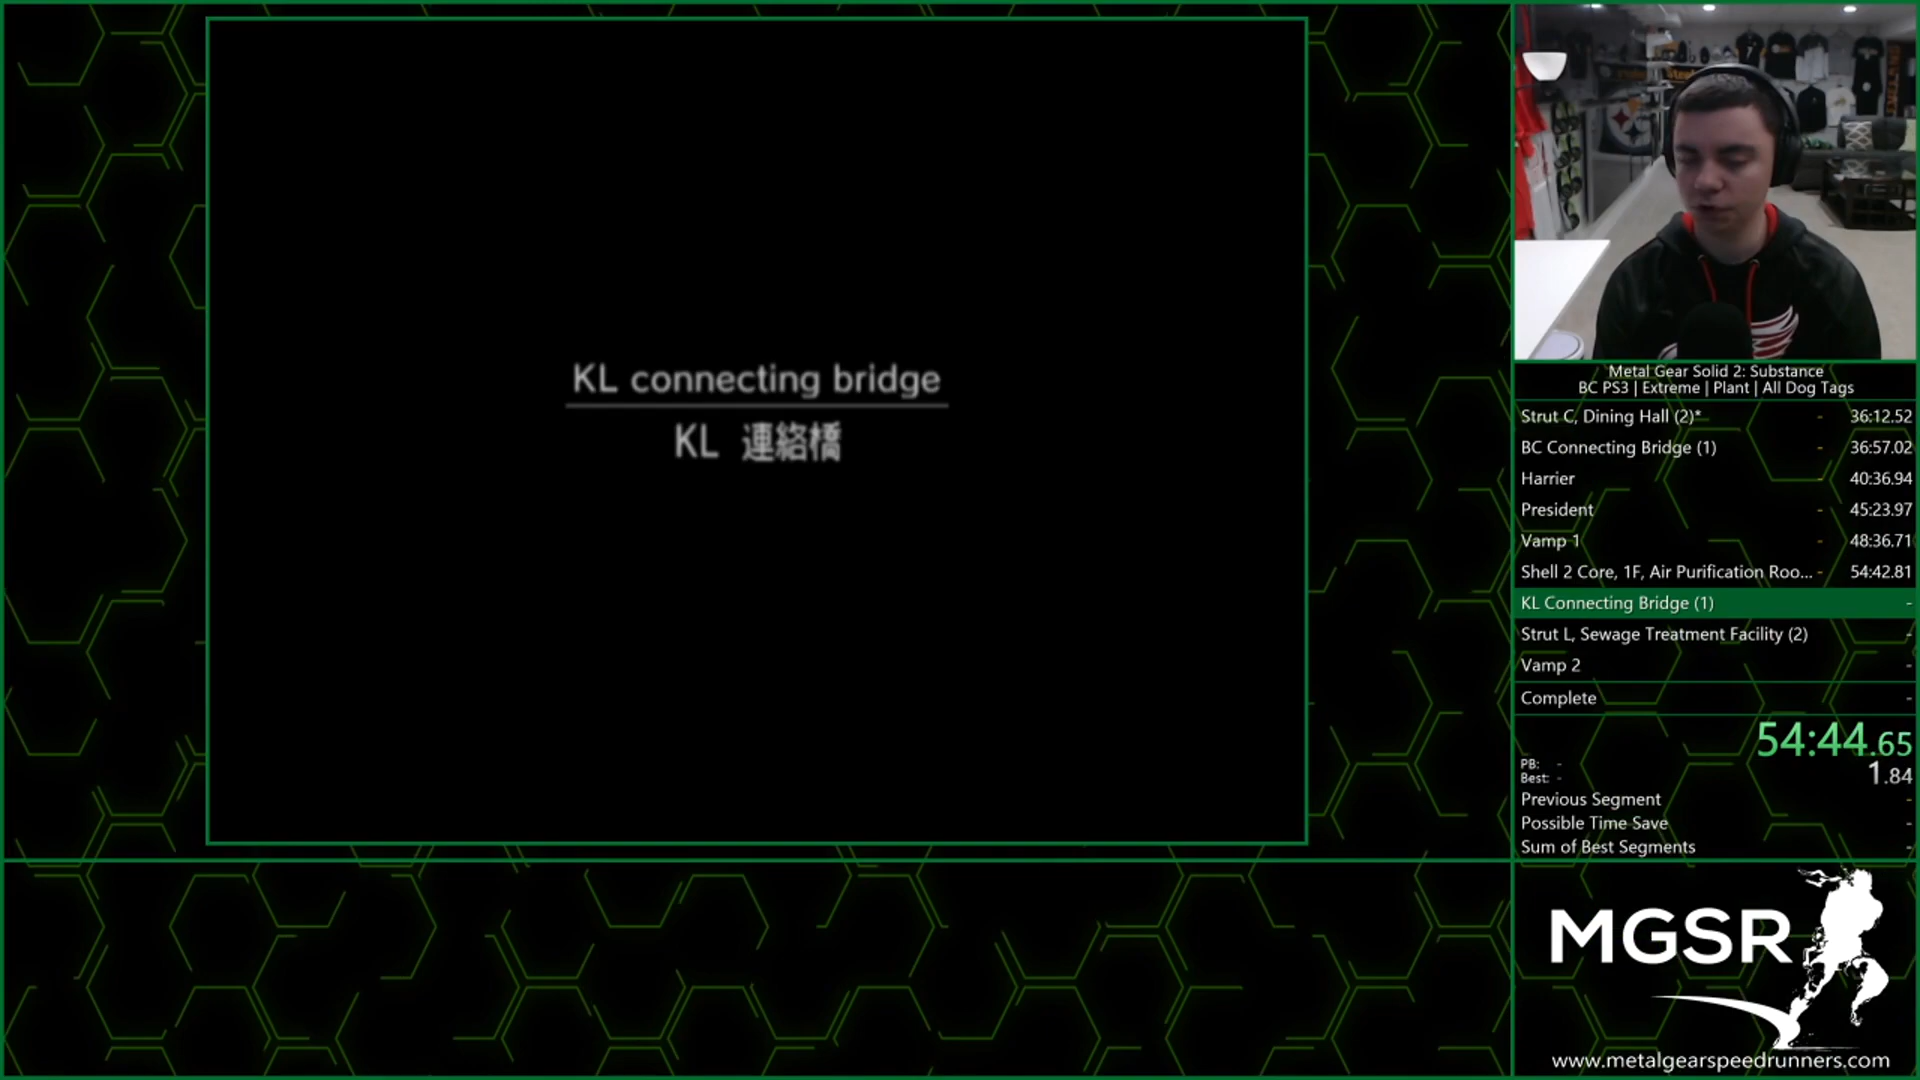 KL connecting bridge
KL 連絡橋
Metal Gear Solid 2: Substance
BC PS3 | Extreme | Plant | All Dog Tags
Strut C, Dining Hall (2)* - 36:12.52
BC Connecting Bridge (1) - 36:57.02
Harrier - 40:36.94
President - 45:23.97
Vamp 1 - 48:36.71
Shell 2 Core, 1F, Air Purification Roo... - 54:42.81
KL Connecting Bridge (1) -
Strut L, Sewage Treatment Facility (2) -
Vamp 2 -
Complete -
54:44.65
PB: -
1.84
Best: -
Previous Segment -
Possible Time Save -
Sum of Best Segments -
MGSR
www.metalgearspeedrunners.com